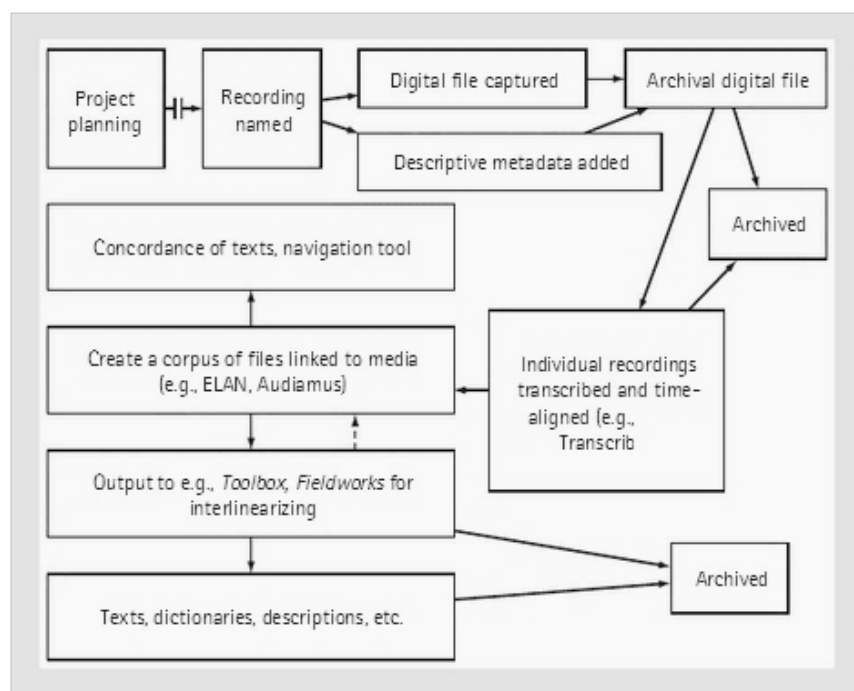 Project
planning
Recording
named
Digital file captured
Archival digital file
Descriptive metadata added
Archived
Concordance of texts, navigation tool
Create a corpus of files linked to media
(e.g., ELAN, Audiamus)
Individual recordings
transcribed and time-
aligned (e.g.,
Transcrib
Output to e.g., Toolbox, Fieldworks for
interlinearizing
Archived
Texts, dictionaries, descriptions, etc.